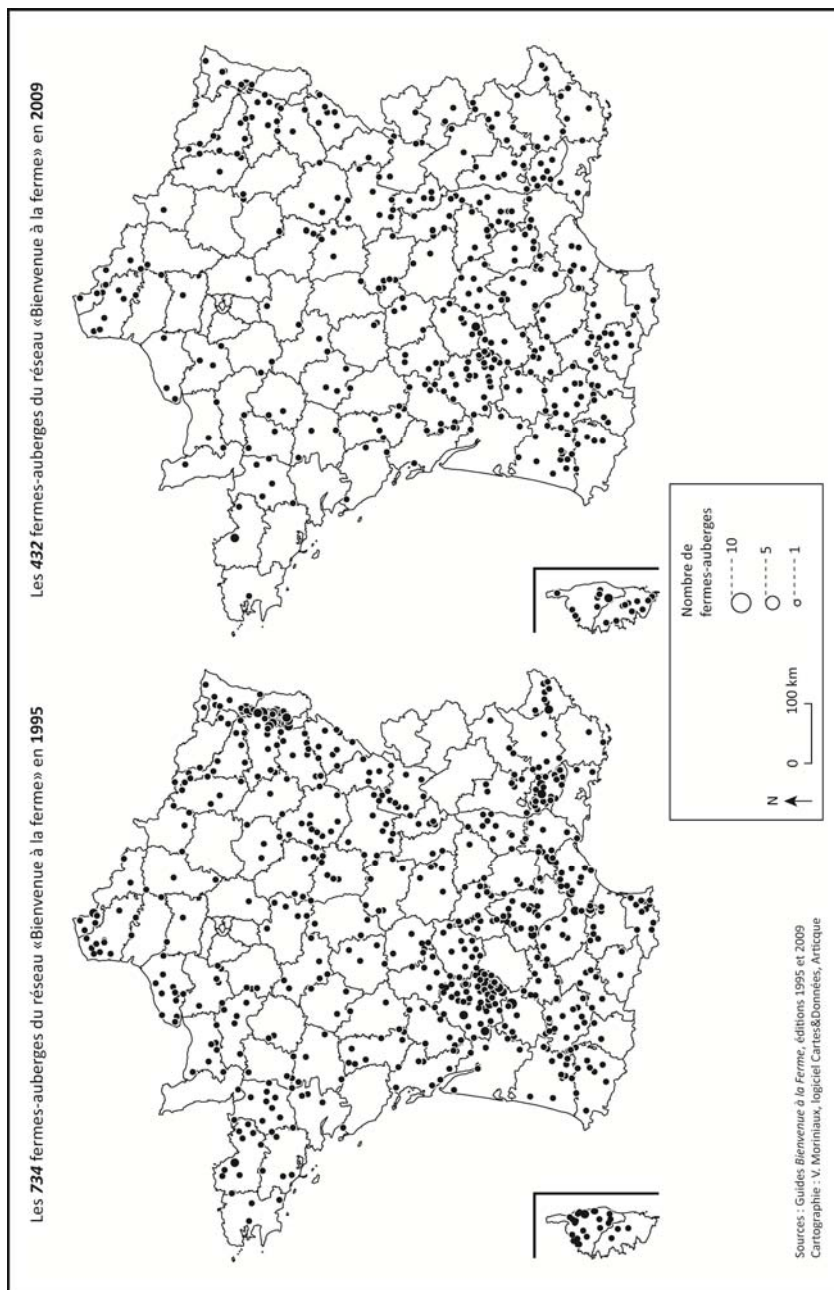 Les 734 fermes-auberges du réseau «Bienvenue à la ferme» en 1995
Les 432 fermes-auberges du réseau «Bienvenue à la ferme» en 2009
Nombre de
fermes-auberges
10
5
1
N
0
100 km
Sources : Guides Bienvenue à la Ferme, éditions 1995 et 2009
Cartographie : V. Moriniaux, logiciel Cartes&Données, Articque